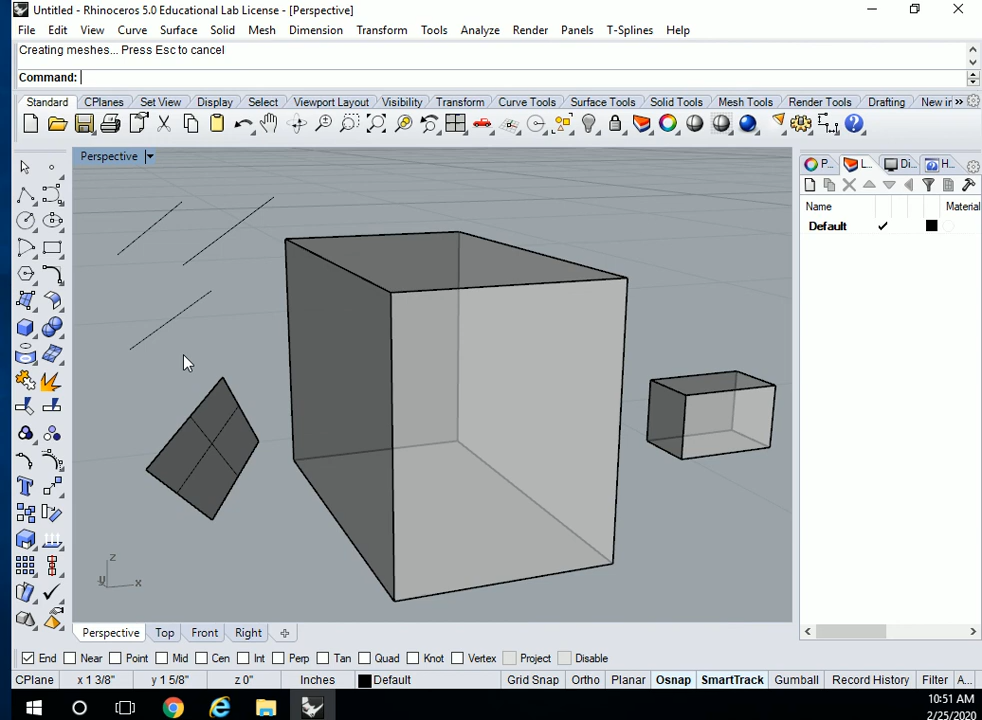 Untitled - Rhinoceros 5.0 Educational Lab License - [Perspective]
File Edit View Curve Surface Solid Mesh Dimension Transform Tools Analyze Render Panels T-Splines Help
Creating meshes... Press Esc to cancel
Command:
Standard CPlanes Set View Display Select Viewport Layout Visibility Transform Curve Tools Surface Tools Solid Tools Mesh Tools Render Tools Drafting New in »
Perspective
P... L... Di... H...
Name Material
Default
z
y x
Perspective Top Front Right
End Near Point Mid Cen Int Perp Tan Quad Knot Vertex Project Disable
CPlane x 1 3/8" y 1 5/8" z 0" Inches Default Grid Snap Ortho Planar Osnap SmartTrack Gumball Record History Filter A...
10:51 AM
2/25/2020